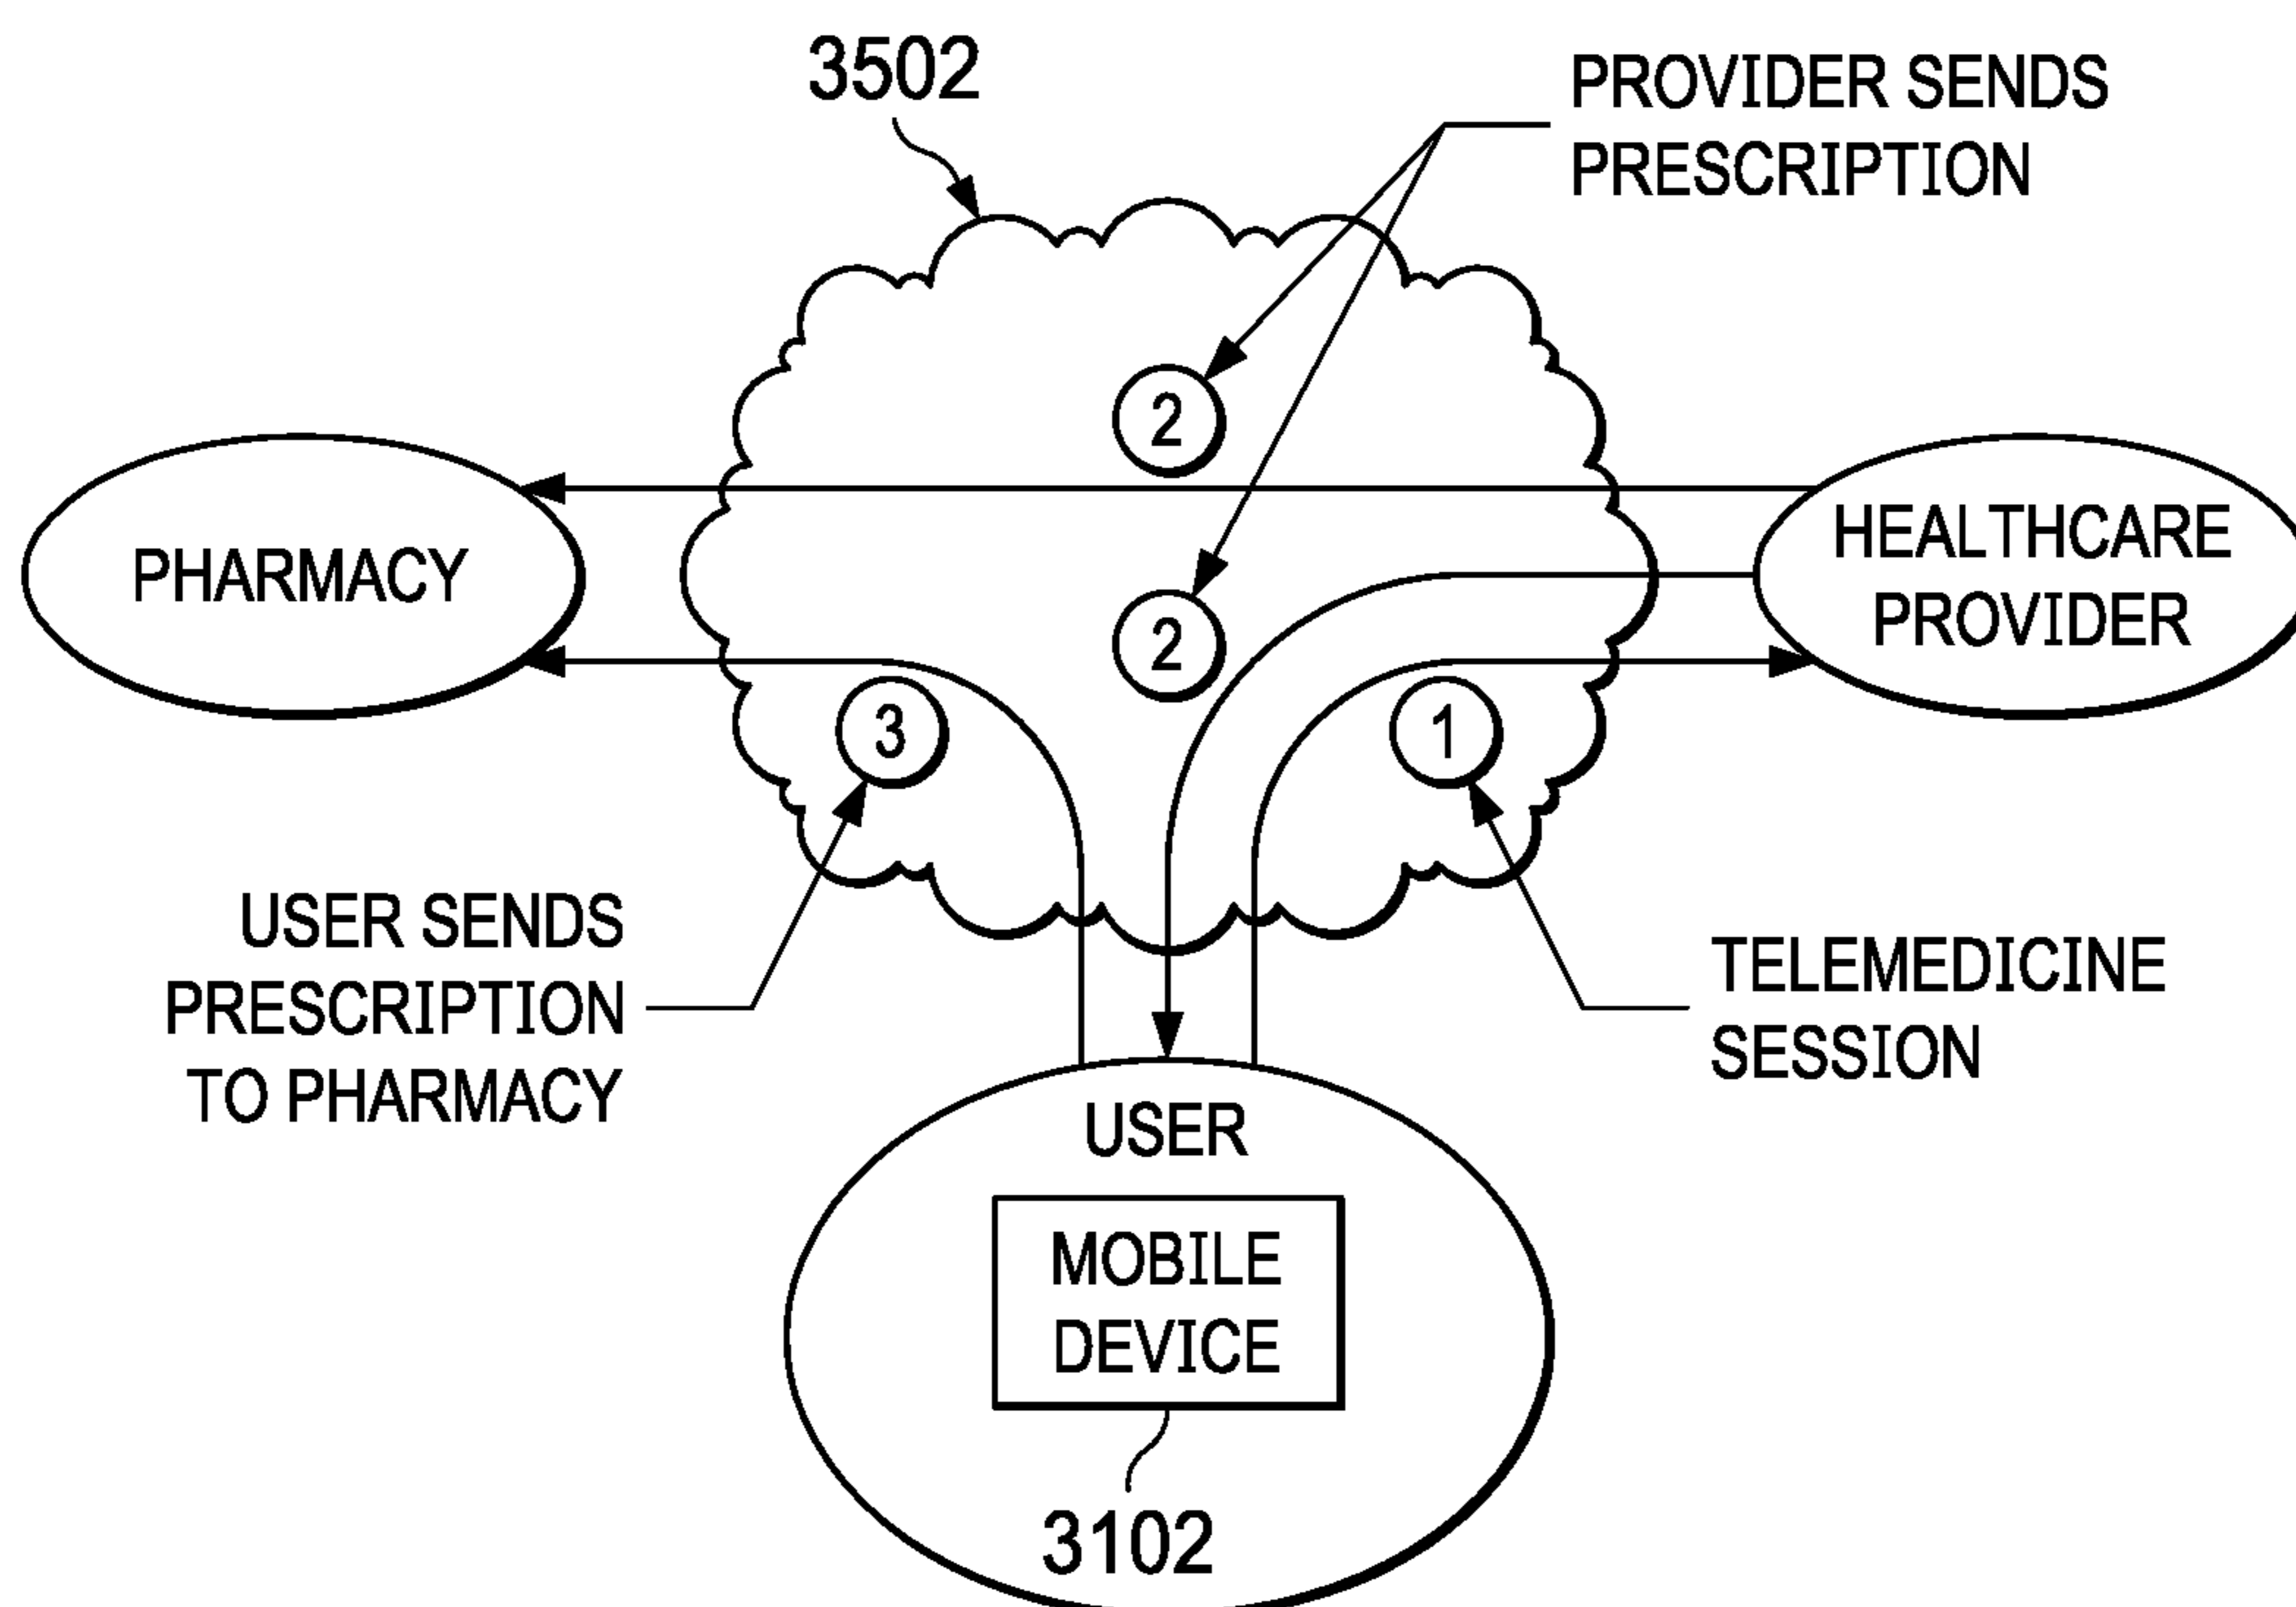 3502
PROVIDER SENDS
PRESCRIPTION
2
PHARMACY
HEALTHCARE
PROVIDER
2
3
1
USER SENDS
PRESCRIPTION
TO PHARMACY
TELEMEDICINE
SESSION
USER
MOBILE
DEVICE
3102